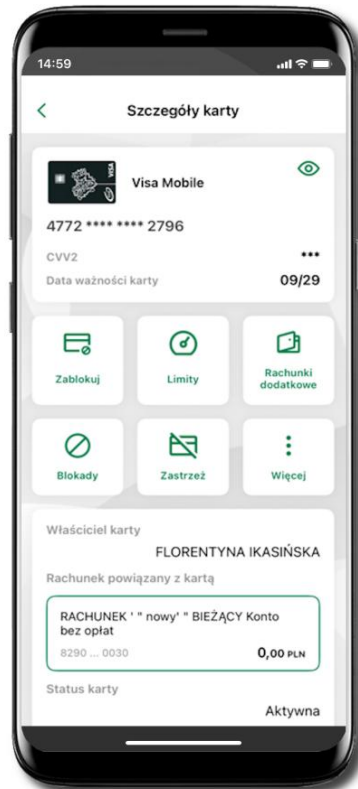 14:59
Szczegóły karty
VISA
Visa Mobile
4772 **** **** 2796
CVV2 ***
Data ważności karty 09/29
Zablokuj
Limity
Rachunki
dodatkowe
Blokady
Zastrzeż
Więcej
Właściciel karty
FLORENTYNA IKASIŃSKA
Rachunek powiązany z kartą
RACHUNEK ' " nowy' " BIEŻĄCY Konto
bez opłat
8290 ... 0030 0,00 PLN
Status karty
Aktywna